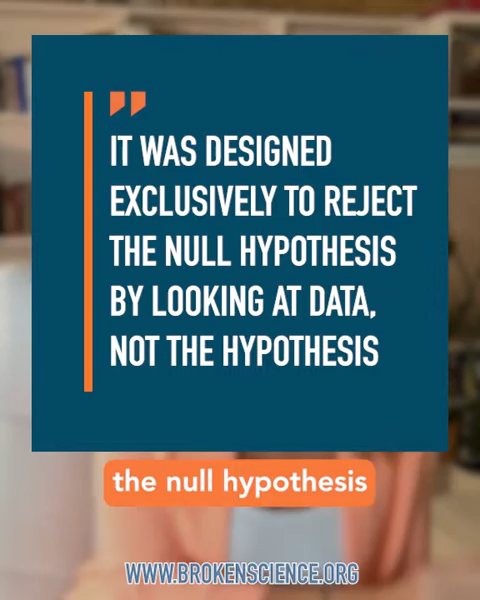 "
IT WAS DESIGNED
EXCLUSIVELY TO REJECT
THE NULL HYPOTHESIS
BY LOOKING AT DATA,
NOT THE HYPOTHESIS
the null hypothesis
WWW.BROKENSCIENCE.ORG